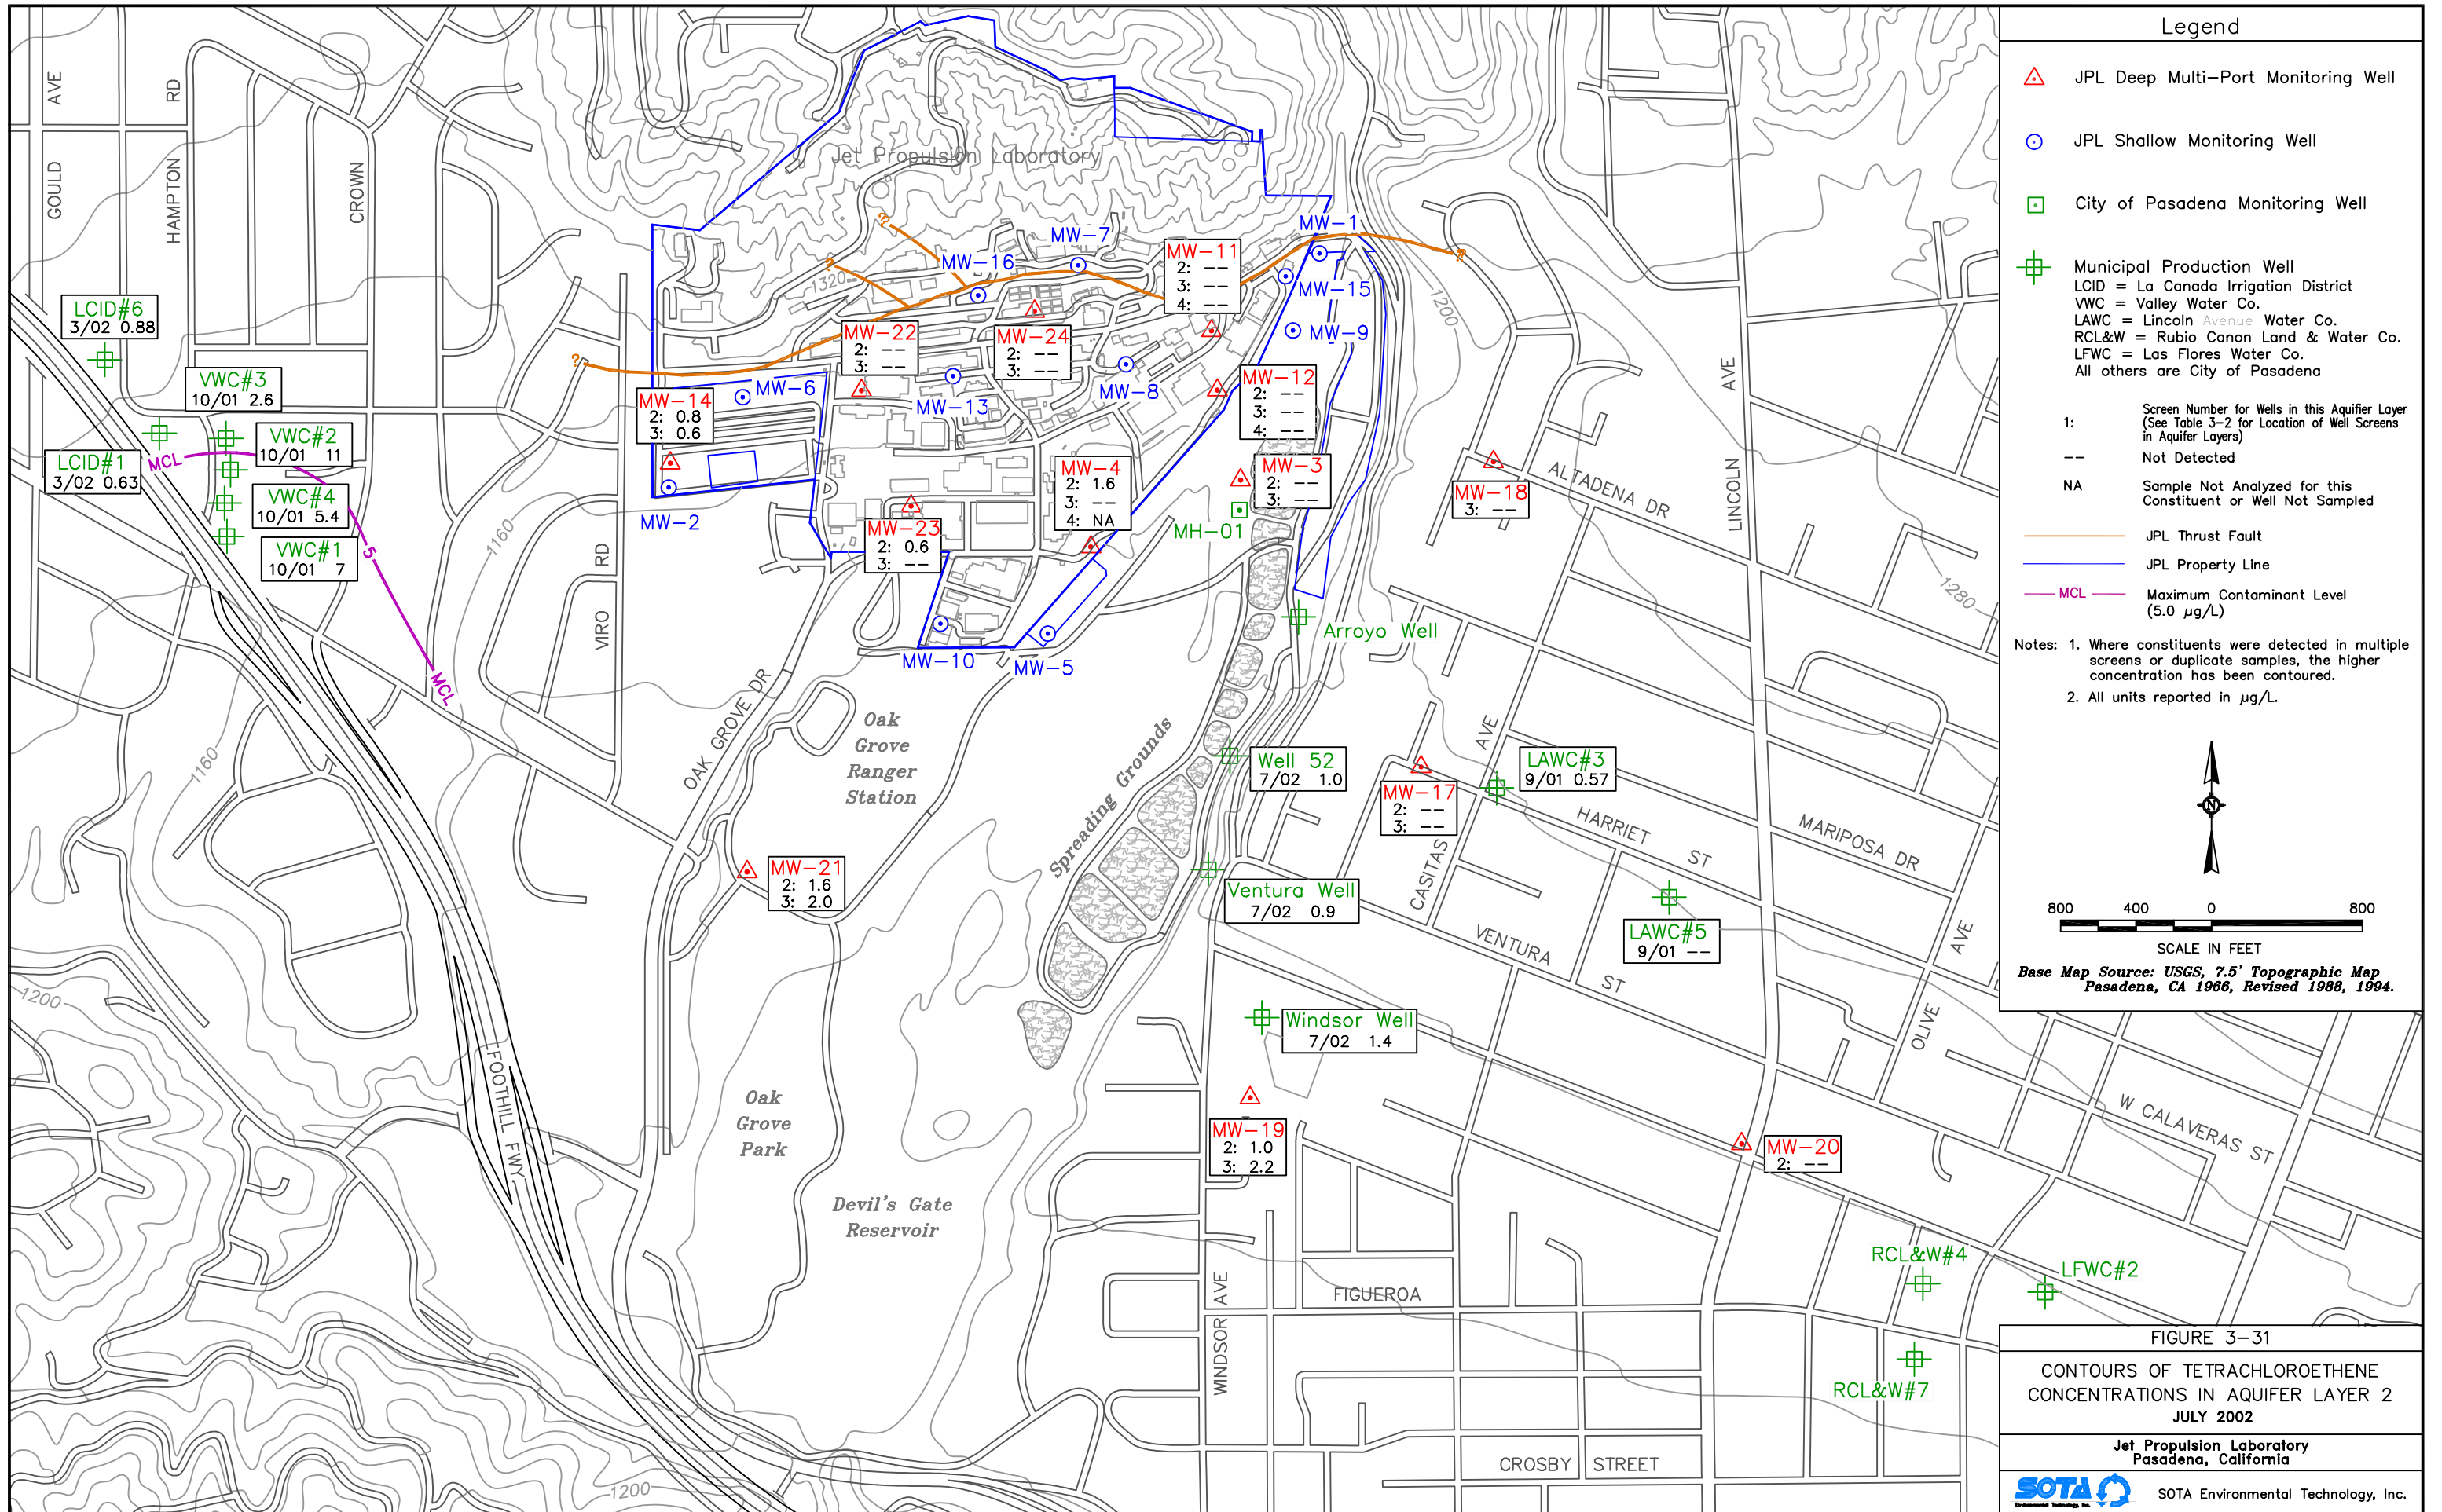 GOULD
AVE
HAMPTON
RD
CROWN
Jet Propulsion Laboratory
LCID#6
3/02 0.88
VWC#3
10/01 2.6
VWC#2
10/01 11
LCID#1
3/02 0.63
VWC#4
10/01 5.4
VWC#1
10/01 7
MCL
5
MCL
1160
VIRO
RD
1160
1200
?
?
?
?
1320
MW-16
MW-7
MW-11
2: --
3: --
4: --
MW-1
MW-15
MW-9
1200
MW-22
2: --
3: --
MW-24
2: --
3: --
MW-6
MW-13
MW-8
MW-12
2: --
3: --
4: --
MW-14
2: 0.8
3: 0.6
MW-2
MW-4
2: 1.6
3: --
4: NA
MW-3
2: --
3: --
MH-01
MW-23
2: 0.6
3: --
MW-10
MW-5
MW-18
3: --
ALTADENA DR
LINCOLN
AVE
1280
Arroyo Well
OAK GROVE DR
Oak
Grove
Ranger
Station
Spreading Grounds
Well 52
7/02 1.0
MW-17
2: --
3: --
CASITAS
AVE
LAWC#3
9/01 0.57
HARRIET
ST
MARIPOSA DR
MW-21
2: 1.6
3: 2.0
Ventura Well
7/02 0.9
VENTURA
ST
LAWC#5
9/01 --
OLIVE
AVE
Windsor Well
7/02 1.4
MW-19
2: 1.0
3: 2.2
MW-20
2: --
W CALAVERAS ST
Oak
Grove
Park
Devil's Gate
Reservoir
FOOTHILL FWY
WINDSOR
AVE
FIGUEROA
CROSBY STREET
RCL&W#4
LFWC#2
RCL&W#7
1200
Legend
JPL Deep Multi-Port Monitoring Well
JPL Shallow Monitoring Well
City of Pasadena Monitoring Well
Municipal Production Well
LCID = La Canada Irrigation District
VWC = Valley Water Co.
LAWC = Lincoln Avenue Water Co.
RCL&W = Rubio Canon Land & Water Co.
LFWC = Las Flores Water Co.
All others are City of Pasadena
1: Screen Number for Wells in this Aquifier Layer
(See Table 3-2 for Location of Well Screens
in Aquifer Layers)
-- Not Detected
NA Sample Not Analyzed for this
Constituent or Well Not Sampled
JPL Thrust Fault
JPL Property Line
MCL Maximum Contaminant Level
(5.0 µg/L)
Notes: 1. Where constituents were detected in multiple
screens or duplicate samples, the higher
concentration has been contoured.
2. All units reported in µg/L.
N
800 400 0 800
SCALE IN FEET
Base Map Source: USGS, 7.5' Topographic Map
Pasadena, CA 1966, Revised 1988, 1994.
FIGURE 3-31
CONTOURS OF TETRACHLOROETHENE
CONCENTRATIONS IN AQUIFER LAYER 2
JULY 2002
Jet Propulsion Laboratory
Pasadena, California
SOTA
Environmental Technology, Inc.
SOTA Environmental Technology, Inc.